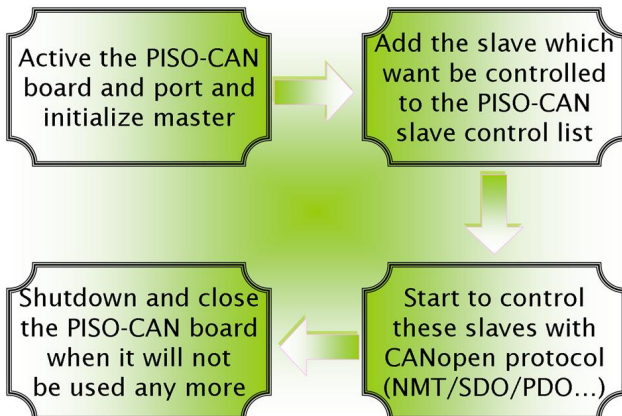 Active the PISO-CAN
board and port and
initialize master
Add the slave which
want be controlled
to the PISO-CAN
slave control list
Start to control
these slaves with
CANopen protocol
(NMT/SDO/PDO...)
Shutdown and close
the PISO-CAN board
when it will not
be used any more